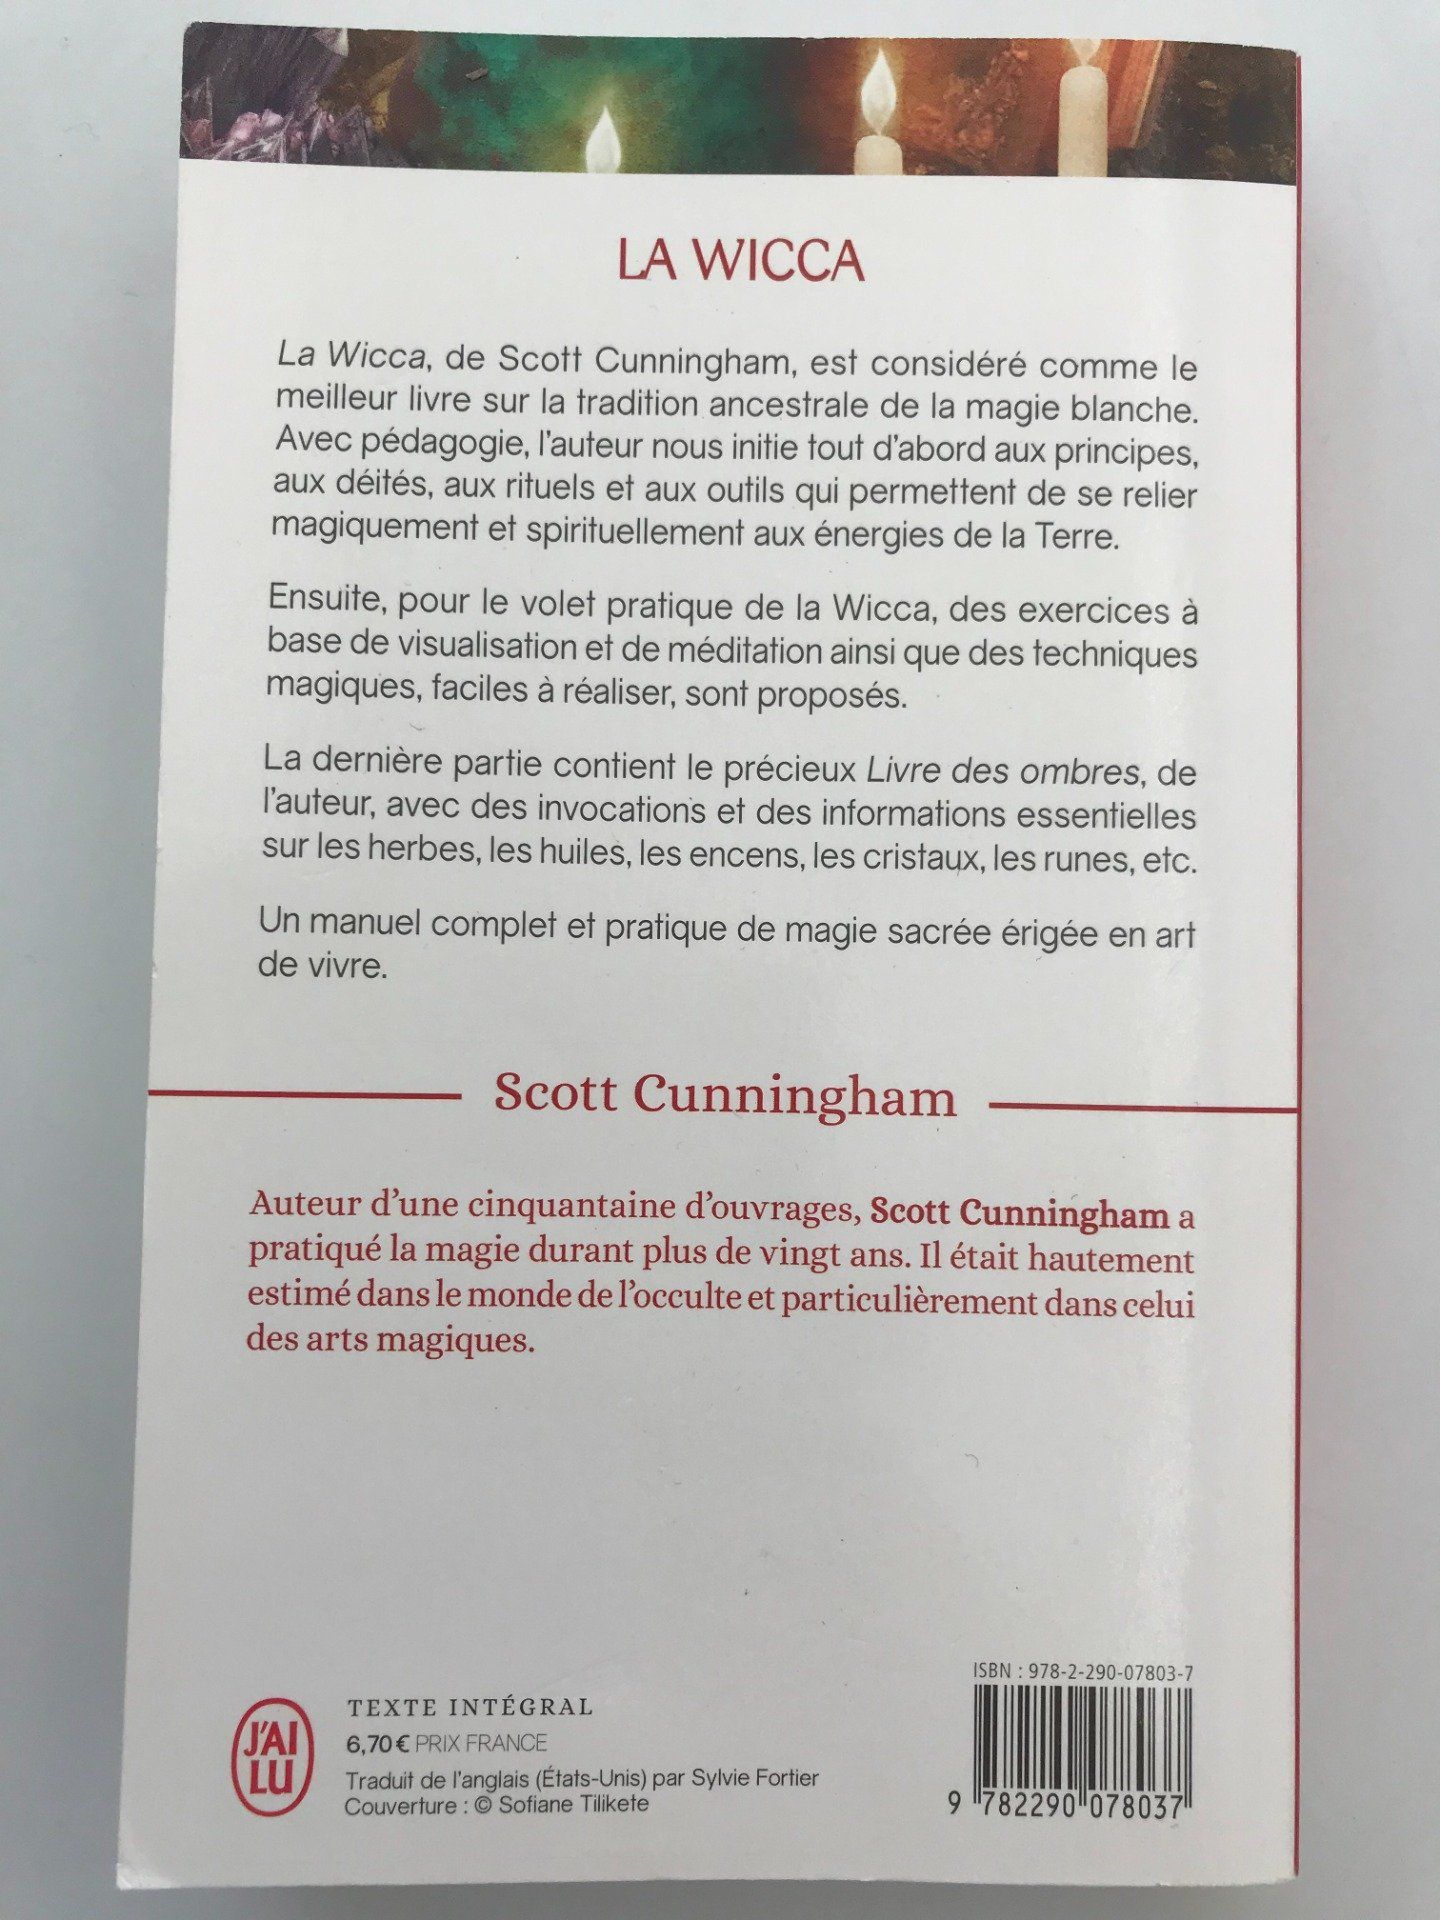 LA WICCA
La Wicca, de Scott Cunningham, est considéré comme le
meilleur livre sur la tradition ancestrale de la magie blanche.
Avec pédagogie, l'auteur nous initie tout d'abord aux principes,
aux déités, aux rituels et aux outils qui permettent de se relier
magiquement et spirituellement aux énergies de la Terre.
Ensuite, pour le volet pratique de la Wicca, des exercices à
base de visualisation et de méditation ainsi que des techniques
magiques, faciles à réaliser, sont proposés.
La dernière partie contient le précieux Livre des ombres, de
l'auteur, avec des invocations et des informations essentielles
sur les herbes, les huiles, les encens, les cristaux, les runes, etc.
Un manuel complet et pratique de magie sacrée érigée en art
de vivre.
Scott Cunningham
Auteur d'une cinquantaine d'ouvrages, Scott Cunningham a
pratiqué la magie durant plus de vingt ans. Il était hautement
estimé dans le monde de l'occulte et particulièrement dans celui
des arts magiques.
J'AI
LU
TEXTE INTÉGRAL
6,70 € PRIX FRANCE
Traduit de l'anglais (États-Unis) par Sylvie Fortier
Couverture : © Sofiane Tilikete
ISBN : 978-2-290-07803-7
9 782290 078037